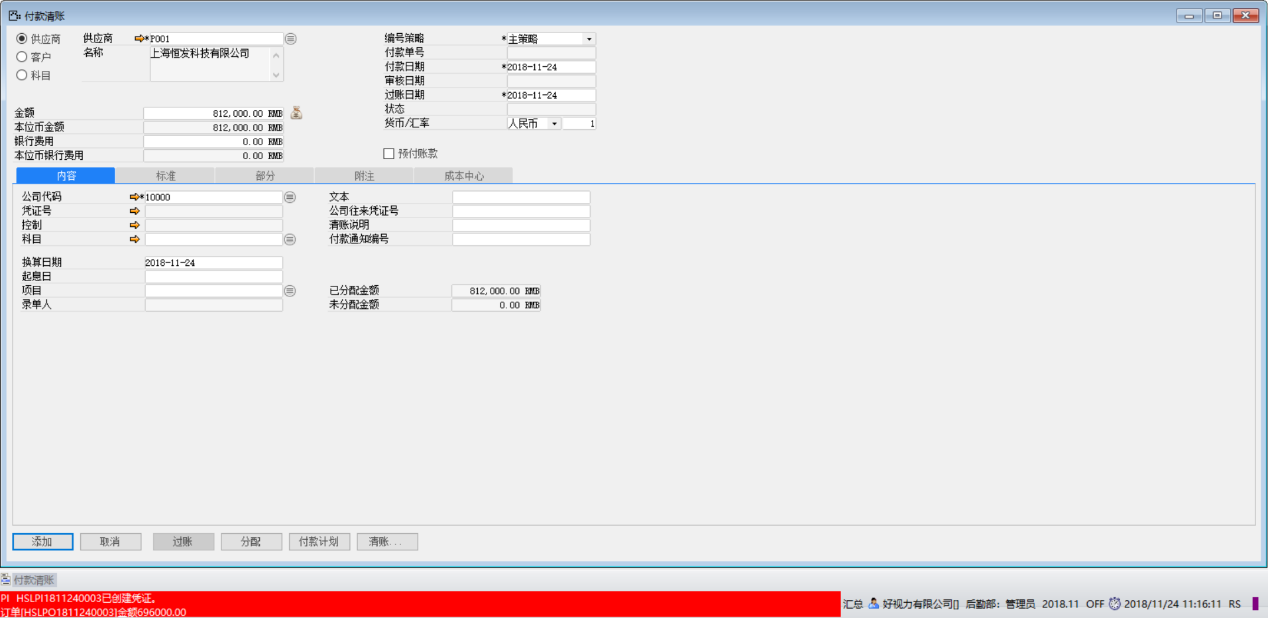 付款清账
供应商
客户
科目
供应商 *P001
名称 上海恒发科技有限公司
编号策略 *主策略
付款单号
付款日期 *2018-11-24
审核日期
过账日期 *2018-11-24
状态
货币/汇率 人民币 1
金额 812,000.00 RMB
本位币金额 812,000.00 RMB
银行费用 0.00 RMB
本位币银行费用 0.00 RMB
预付账款
内容 标准 部分 附注 成本中心
公司代码 *10000 文本
凭证号 公司往来凭证号
控制 清账说明
科目 付款通知编号
换算日期 2018-11-24
起息日
项目 已分配金额 812,000.00 RMB
录单人 未分配金额 0.00 RMB
添加 取消 过账 分配 付款计划 清账...
付款清账
PI HSLPI1811240003已创建凭证。
订单[HSLPO1811240003]金额696000.00
汇总 好视力有限公司[] 后勤部: 管理员 2018.11 OFF 2018/11/24 11:16:11 RS